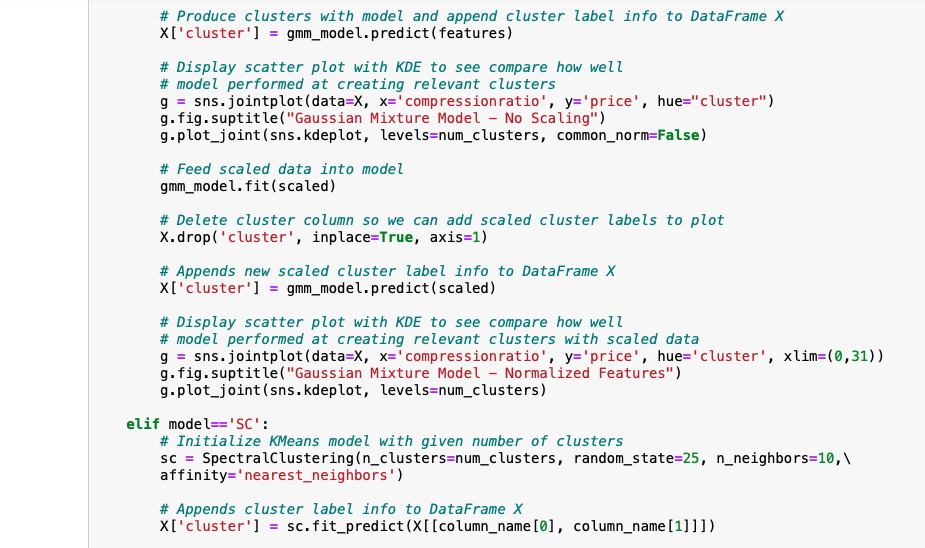 # Produce clusters with model and append cluster label info to DataFrame X
X['cluster'] = gmm_model.predict(features)
# Display scatter plot with KDE to see compare how well
# model performed at creating relevant clusters
g = sns.jointplot(data=X, x='compressionratio', y='price', hue="cluster")
g.fig.suptitle("Gaussian Mixture Model – No Scaling")
g.plot_joint(sns.kdeplot, levels=num_clusters, common_norm=False)
# Feed scaled data into model
gmm_model.fit(scaled)
# Delete cluster column so we can add scaled cluster labels to plot
X.drop('cluster', inplace=True, axis=1)
# Appends new scaled cluster label info to DataFrame X
X['cluster'] = gmm_model.predict(scaled)
# Display scatter plot with KDE to see compare how well
# model performed at creating relevant clusters with scaled data
g = sns.jointplot(data=X, x='compressionratio', y='price', hue='cluster', xlim=(0,31))
g.fig.suptitle("Gaussian Mixture Model – Normalized Features")
g.plot_joint(sns.kdeplot, levels=num_clusters)
elif model=='SC':
# Initialize KMeans model with given number of clusters
sc = SpectralClustering(n_clusters=num_clusters, random_state=25, n_neighbors=10,\
affinity='nearest_neighbors')
# Appends cluster label info to DataFrame X
X['cluster'] = sc.fit_predict(X[[column_name[0], column_name[1]]])